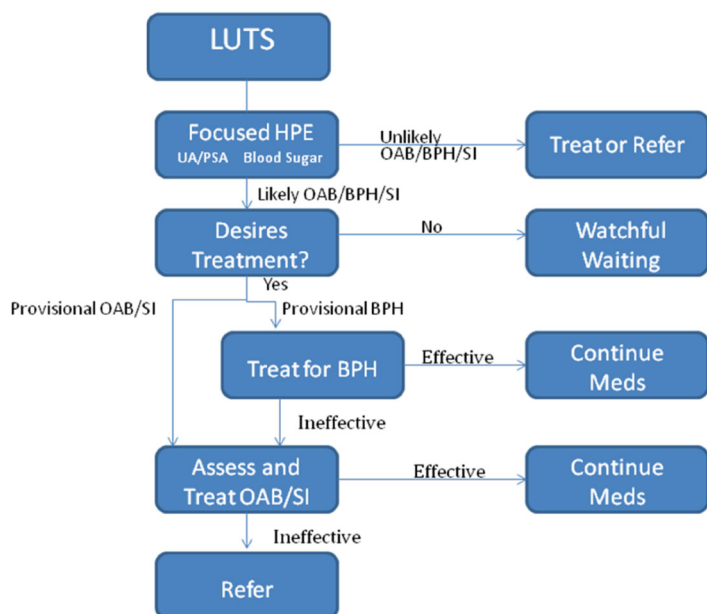 LUTS
Focused HPE
UA/PSA Blood Sugar
Unlikely
OAB/BPH/SI
Treat or Refer
Likely OAB/BPH/SI
Desires
Treatment?
No
Watchful
Waiting
Yes
Provisional OAB/SI
Provisional BPH
Treat for BPH
Effective
Continue
Meds
Ineffective
Assess and
Treat OAB/SI
Effective
Continue
Meds
Ineffective
Refer